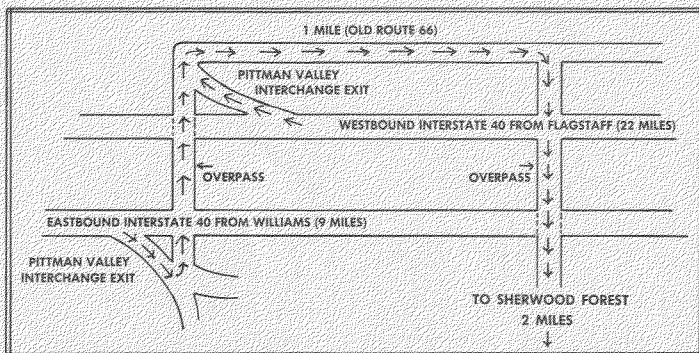 1 MILE (OLD ROUTE 66)
PITTMAN VALLEY
INTERCHANGE EXIT
WESTBOUND INTERSTATE 40 FROM FLAGSTAFF (22 MILES)
OVERPASS
OVERPASS
EASTBOUND INTERSTATE 40 FROM WILLIAMS (9 MILES)
PITTMAN VALLEY
INTERCHANGE EXIT
TO SHERWOOD FOREST
2 MILES